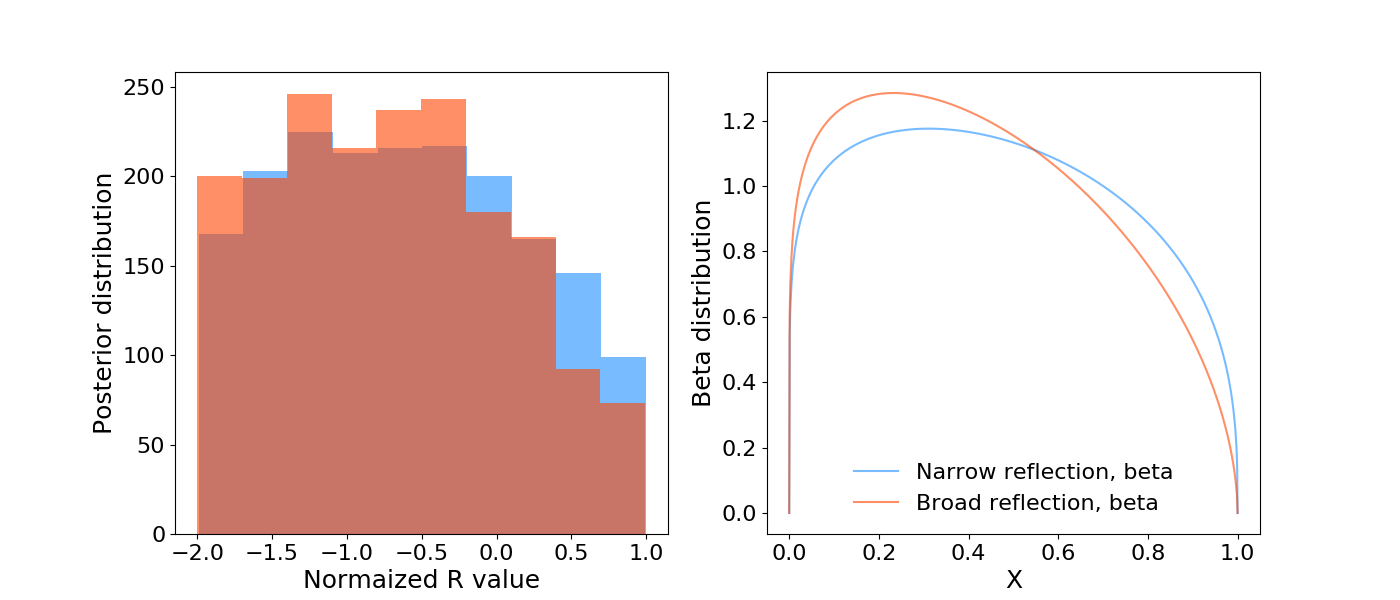 Posterior distribution
250
200
150
100
50
0
−2.0 −1.5 −1.0 −0.5 0.0 0.5 1.0
Normaized R value
Beta distribution
1.2
1.0
0.8
0.6
0.4
0.2
0.0
Narrow reflection, beta
Broad reflection, beta
0.0 0.2 0.4 0.6 0.8 1.0
X